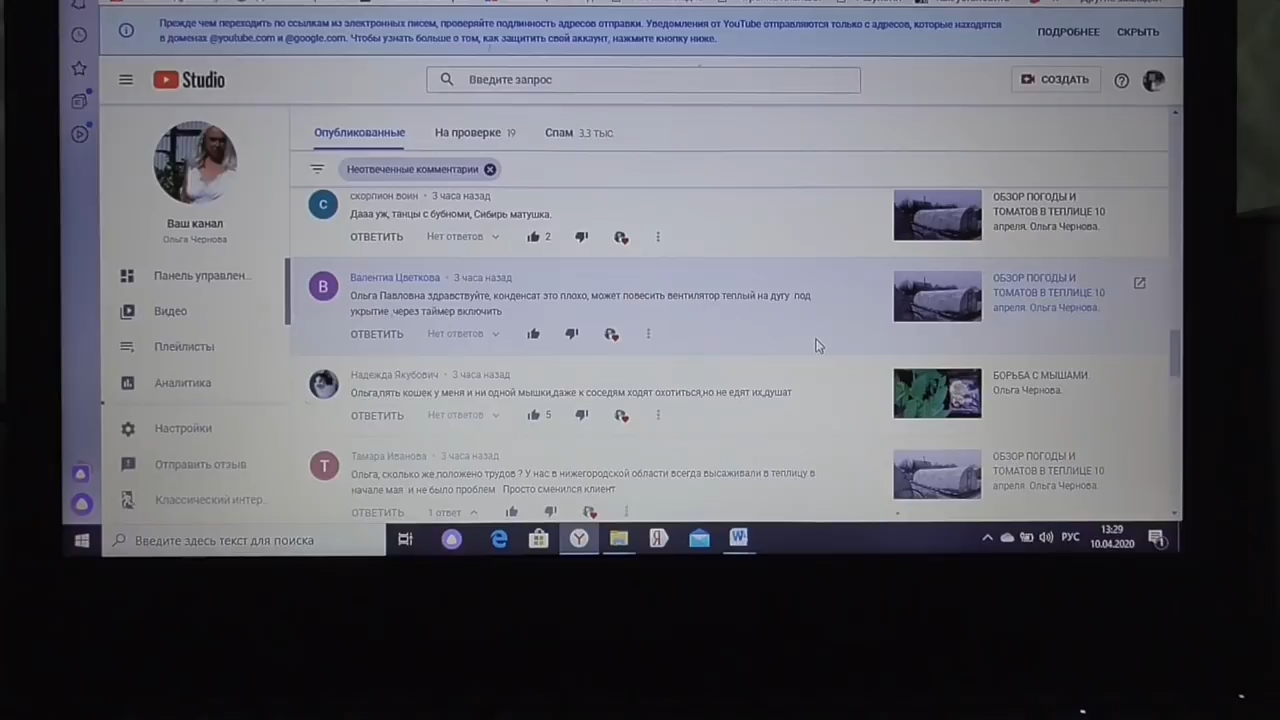 Прежде чем переходить по ссылкам из электронных писем, проверяйте подлинность адресов отправки. Уведомления от YouTube отправляются только с адресов, которые находятся
в доменах @youtube.com и @google.com. Чтобы узнать больше о том, как защитить свой аккаунт, нажмите кнопку ниже.
ПОДРОБНЕЕ
СКРЫТЬ
Studio
Введите запрос
СОЗДАТЬ
Опубликованные
На проверке 19
Спам 3,3 тыс.
Неотвеченные комментарии
Ваш канал
Ольга Чернова
Панель управлен...
Видео
Плейлисты
Аналитика
Настройки
Отправить отзыв
Классический интер...
С
скорпион воин • 3 часа назад
Дааа уж, танцы с бубноми, Сибирь матушка.
ОТВЕТИТЬ
Нет ответов
2
ОБЗОР ПОГОДЫ И
ТОМАТОВ В ТЕПЛИЦЕ 10
апреля. Ольга Чернова.
В
Валентиа Цветкова • 3 часа назад
Ольга Павловна здравствуйте, конденсат это плохо, может повесить вентилятор теплый на дугу под
укрытие ,через таймер включить
ОТВЕТИТЬ
Нет ответов
ОБЗОР ПОГОДЫ И
ТОМАТОВ В ТЕПЛИЦЕ 10
апреля. Ольга Чернова.
Надежда Якубович • 3 часа назад
Ольга,пять кошек у меня и ни одной мышки,даже к соседям ходят охотиться,но не едят их,душат
ОТВЕТИТЬ
Нет ответов
5
БОРЬБА С МЫШАМИ.
Ольга Чернова.
Т
Тамара Иванова • 3 часа назад
Ольга, сколько же,положено трудов ? У нас в нижегородской области всегда высаживали в теплицу в
начале мая и не было проблем Просто сменился клиент
ОТВЕТИТЬ
1 ответ
ОБЗОР ПОГОДЫ И
ТОМАТОВ В ТЕПЛИЦЕ 10
апреля. Ольга Чернова.
Введите здесь текст для поиска
РУС
13:29
10.04.2020